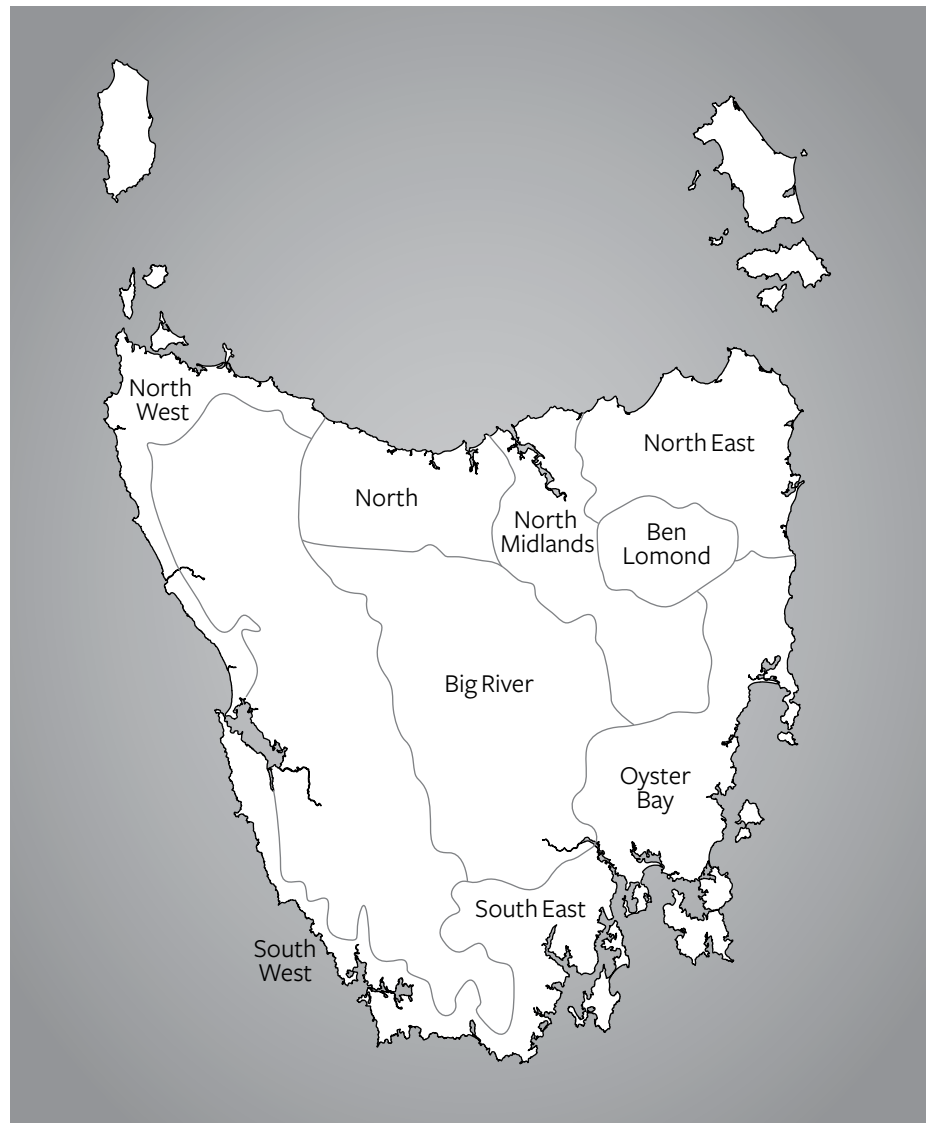 North
West
North East
North
North
Midlands
Ben
Lomond
Big River
Oyster
Bay
South East
South
West